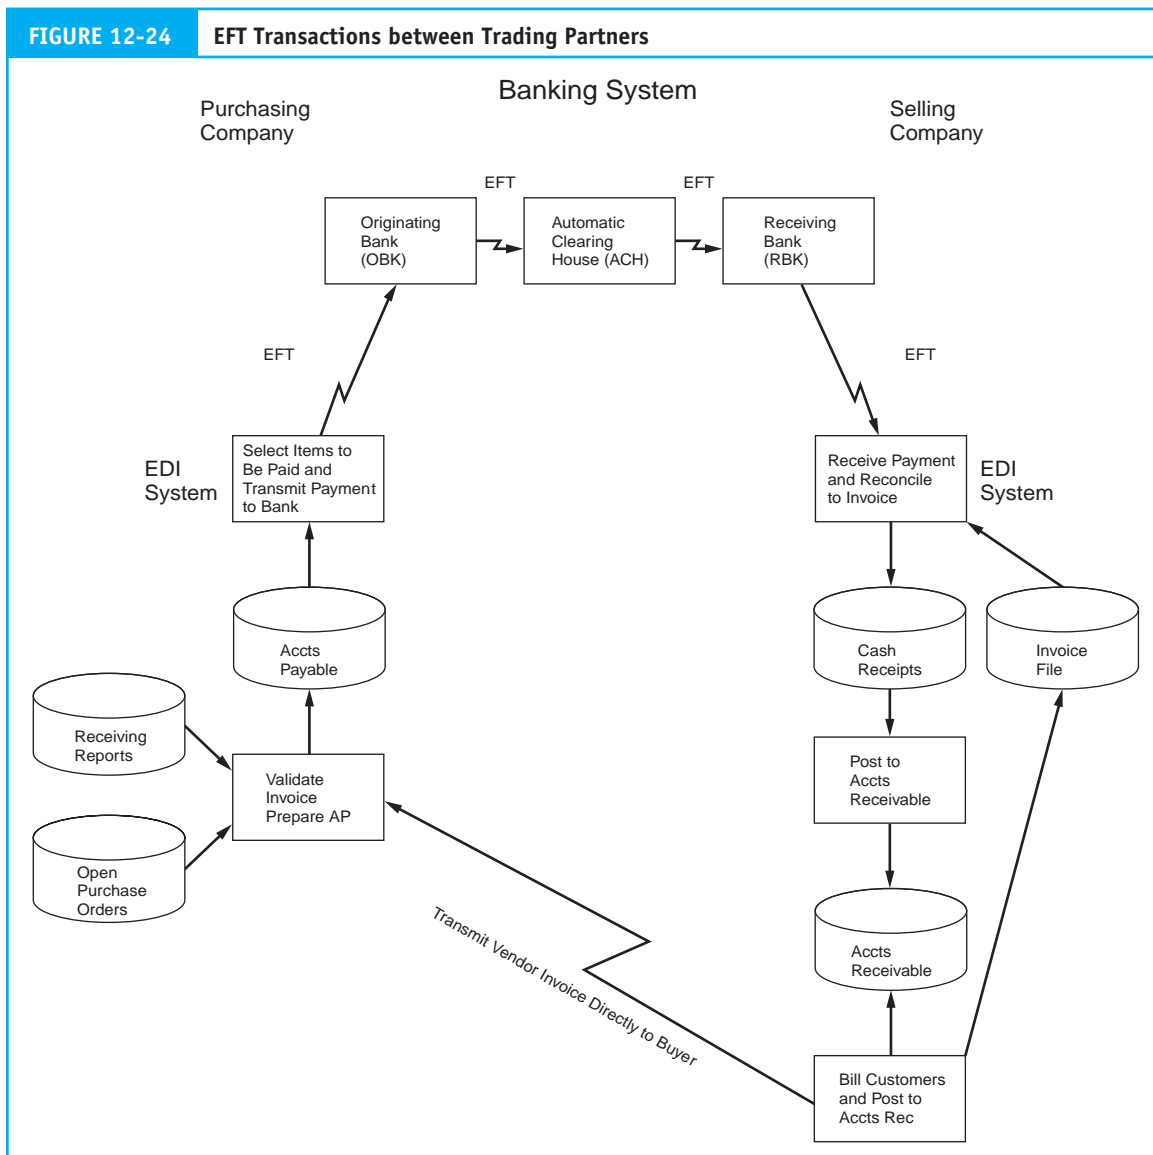 FIGURE 12-24
EFT Transactions between Trading Partners
Banking System
Purchasing
Company
Selling
Company
EFT
EFT
Originating
Bank
(OBK)
Automatic
Clearing
House (ACH)
Receiving
Bank
(RBK)
EFT
EFT
EDI
System
Select Items to
Be Paid and
Transmit Payment
to Bank
Receive Payment
and Reconcile
to Invoice
EDI
System
Accts
Payable
Cash
Receipts
Invoice
File
Receiving
Reports
Validate
Invoice
Prepare AP
Post to
Accts
Receivable
Open
Purchase
Orders
Transmit Vendor Invoice Directly to Buyer
Accts
Receivable
Bill Customers
and Post to
Accts Rec